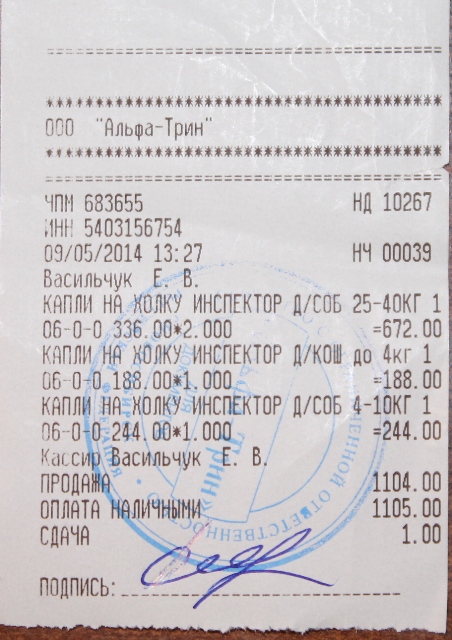 ==========================================
******************************************
ООО "Альфа-Трин"
******************************************
==========================================
ЧПМ 683655 НД 10267
ИНН 5403156754
09/05/2014 13:27 НЧ 00039
Васильчук Е. В.
КАПЛИ НА ХОЛКУ ИНСПЕКТОР Д/СОБ 25-40КГ 1
06-0-0 336.00*2.000 =672.00
КАПЛИ НА ХОЛКУ ИНСПЕКТОР Д/КОШ до 4кг 1
06-0-0 188.00*1.000 =188.00
КАПЛИ НА ХОЛКУ ИНСПЕКТОР Д/СОБ 4-10КГ 1
06-0-0 244.00*1.000 =244.00
Кассир Васильчук Е. В.
ПРОДАЖА 1104.00
ОПЛАТА НАЛИЧНЫМИ 1105.00
СДАЧА 1.00
ПОДПИСЬ: